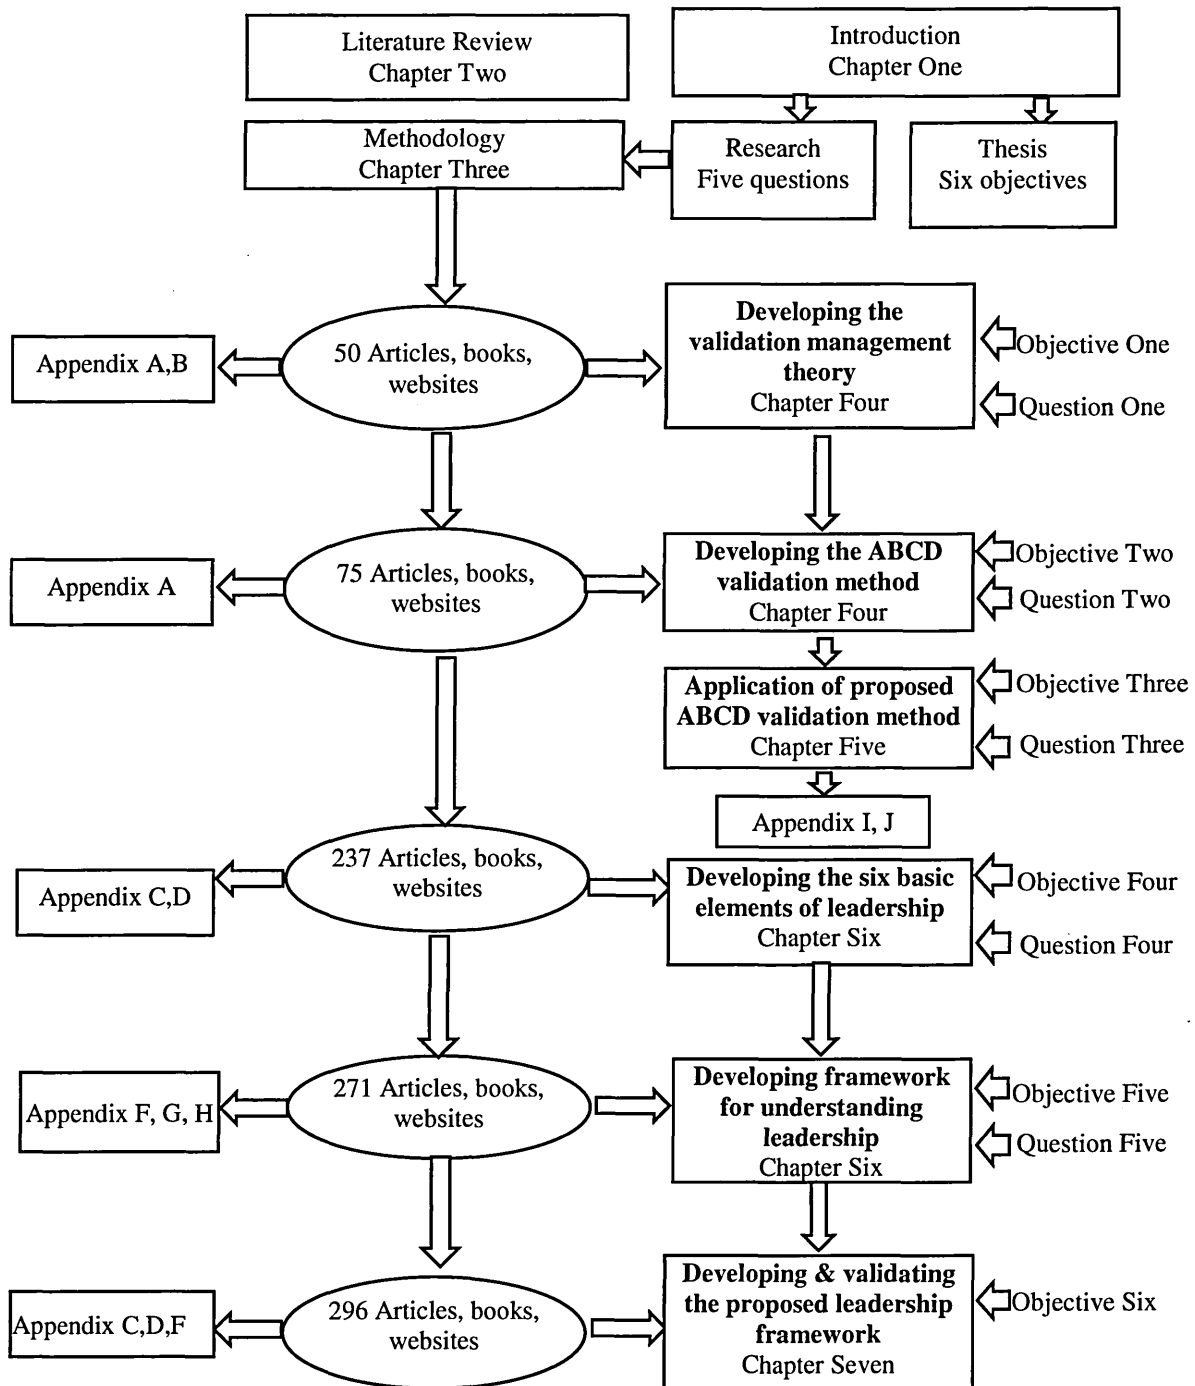 Literature Review
Chapter Two
Introduction
Chapter One
Methodology
Chapter Three
Research
Five questions
Thesis
Six objectives
Appendix A,B
50 Articles, books,
websites
Developing the
validation management
theory
Chapter Four
Objective One
Question One
Appendix A
75 Articles, books,
websites
Developing the ABCD
validation method
Chapter Four
Objective Two
Question Two
Application of proposed
ABCD validation method
Chapter Five
Objective Three
Question Three
Appendix I, J
Appendix C,D
237 Articles, books,
websites
Developing the six basic
elements of leadership
Chapter Six
Objective Four
Question Four
Appendix F, G, H
271 Articles, books,
websites
Developing framework
for understanding
leadership
Chapter Six
Objective Five
Question Five
Appendix C,D,F
296 Articles, books,
websites
Developing & validating
the proposed leadership
framework
Chapter Seven
Objective Six